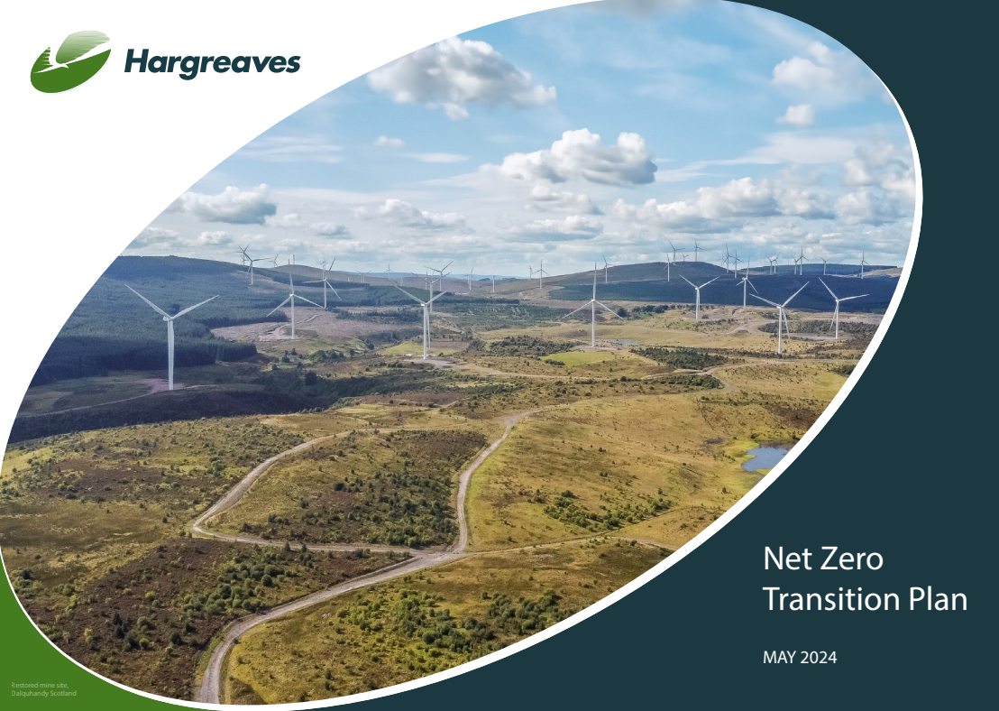 Hargreaves
Net Zero
Transition Plan
MAY 2024
Restored mine site,
Dalquhandy Scotland